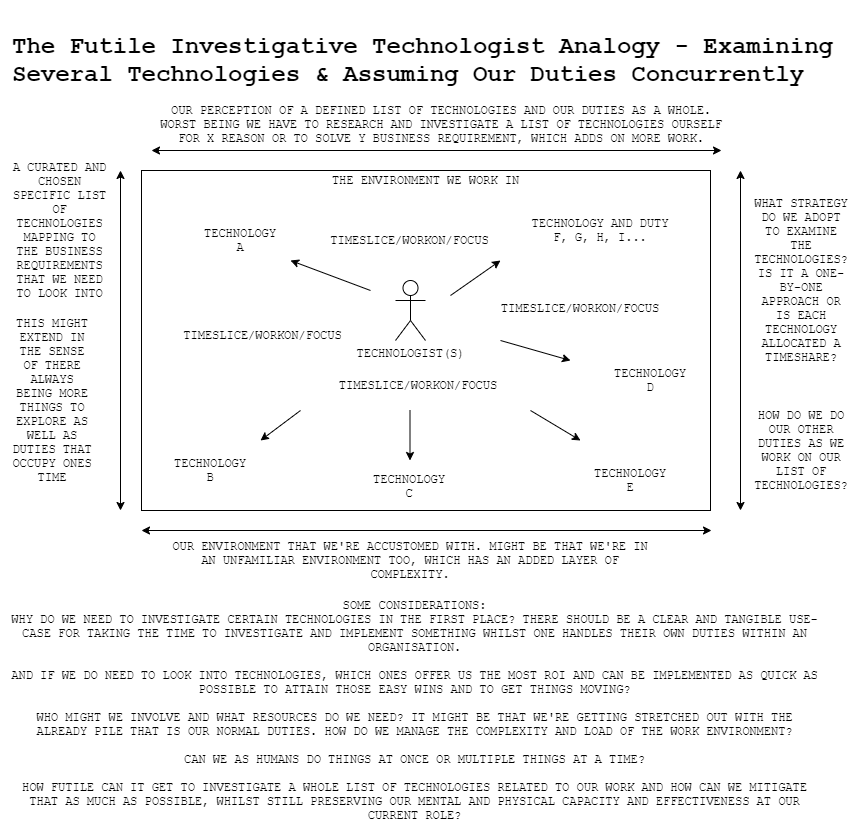 The Futile Investigative Technologist Analogy - Examining
Several Technologies & Assuming Our Duties Concurrently
OUR PERCEPTION OF A DEFINED LIST OF TECHNOLOGIES AND OUR DUTIES AS A WHOLE.
WORST BEING WE HAVE TO RESEARCH AND INVESTIGATE A LIST OF TECHNOLOGIES OURSELF
FOR X REASON OR TO SOLVE Y BUSINESS REQUIREMENT, WHICH ADDS ON MORE WORK.
A CURATED AND
CHOSEN
SPECIFIC LIST
OF
TECHNOLOGIES
MAPPING TO
THE BUSINESS
REQUIREMENTS
THAT WE NEED
TO LOOK INTO
THIS MIGHT
EXTEND IN
THE SENSE
OF THERE
ALWAYS
BEING MORE
THINGS TO
EXPLORE AS
WELL AS
DUTIES THAT
OCCUPY ONES
TIME
THE ENVIRONMENT WE WORK IN
TECHNOLOGY
A
TIMESLICE/WORKON/FOCUS
TECHNOLOGY AND DUTY
F, G, H, I...
TIMESLICE/WORKON/FOCUS
TIMESLICE/WORKON/FOCUS
TECHNOLOGIST(S)
TECHNOLOGY
D
TIMESLICE/WORKON/FOCUS
TECHNOLOGY
B
TECHNOLOGY
C
TECHNOLOGY
E
WHAT STRATEGY
DO WE ADOPT
TO EXAMINE
THE
TECHNOLOGIES?
IS IT A ONE-
BY-ONE
APPROACH OR
IS EACH
TECHNOLOGY
ALLOCATED A
TIMESHARE?
HOW DO WE DO
OUR OTHER
DUTIES AS WE
WORK ON OUR
LIST OF
TECHNOLOGIES?
OUR ENVIRONMENT THAT WE'RE ACCUSTOMED WITH. MIGHT BE THAT WE'RE IN
AN UNFAMILIAR ENVIRONMENT TOO, WHICH HAS AN ADDED LAYER OF
COMPLEXITY.
SOME CONSIDERATIONS:
WHY DO WE NEED TO INVESTIGATE CERTAIN TECHNOLOGIES IN THE FIRST PLACE? THERE SHOULD BE A CLEAR AND TANGIBLE USE-
CASE FOR TAKING THE TIME TO INVESTIGATE AND IMPLEMENT SOMETHING WHILST ONE HANDLES THEIR OWN DUTIES WITHIN AN
ORGANISATION.
AND IF WE DO NEED TO LOOK INTO TECHNOLOGIES, WHICH ONES OFFER US THE MOST ROI AND CAN BE IMPLEMENTED AS QUICK AS
POSSIBLE TO ATTAIN THOSE EASY WINS AND TO GET THINGS MOVING?
WHO MIGHT WE INVOLVE AND WHAT RESOURCES DO WE NEED? IT MIGHT BE THAT WE'RE GETTING STRETCHED OUT WITH THE
ALREADY PILE THAT IS OUR NORMAL DUTIES. HOW DO WE MANAGE THE COMPLEXITY AND LOAD OF THE WORK ENVIRONMENT?
CAN WE AS HUMANS DO THINGS AT ONCE OR MULTIPLE THINGS AT A TIME?
HOW FUTILE CAN IT GET TO INVESTIGATE A WHOLE LIST OF TECHNOLOGIES RELATED TO OUR WORK AND HOW CAN WE MITIGATE
THAT AS MUCH AS POSSIBLE, WHILST STILL PRESERVING OUR MENTAL AND PHYSICAL CAPACITY AND EFFECTIVENESS AT OUR
CURRENT ROLE?